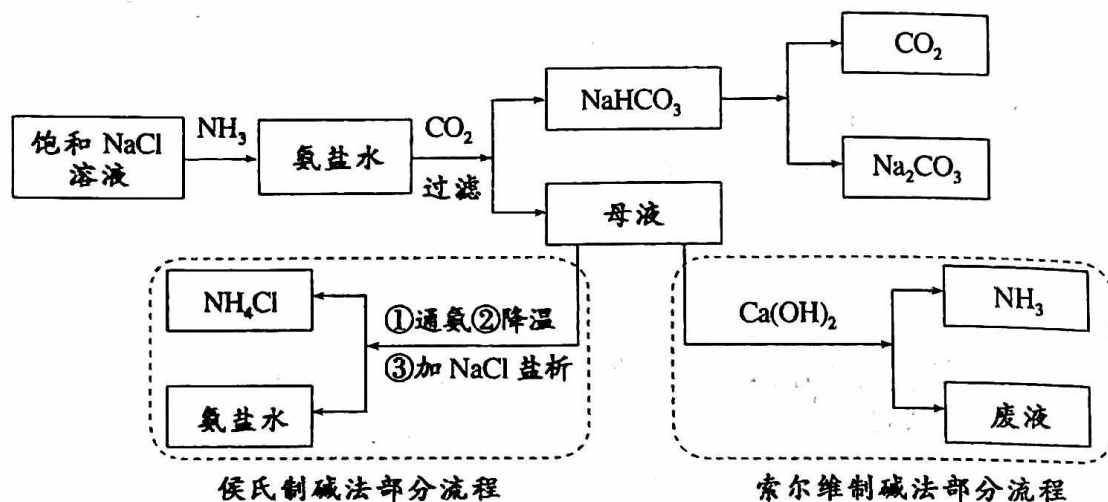 CO₂
NaHCO₃
饱和 NaCl
溶液
NH₃
氨盐水
CO₂
过滤
Na₂CO₃
母液
NH₄Cl
①通氨②降温
③加 NaCl 盐析
氨盐水
Ca(OH)₂
NH₃
废液
侯氏制碱法部分流程
索尔维制碱法部分流程